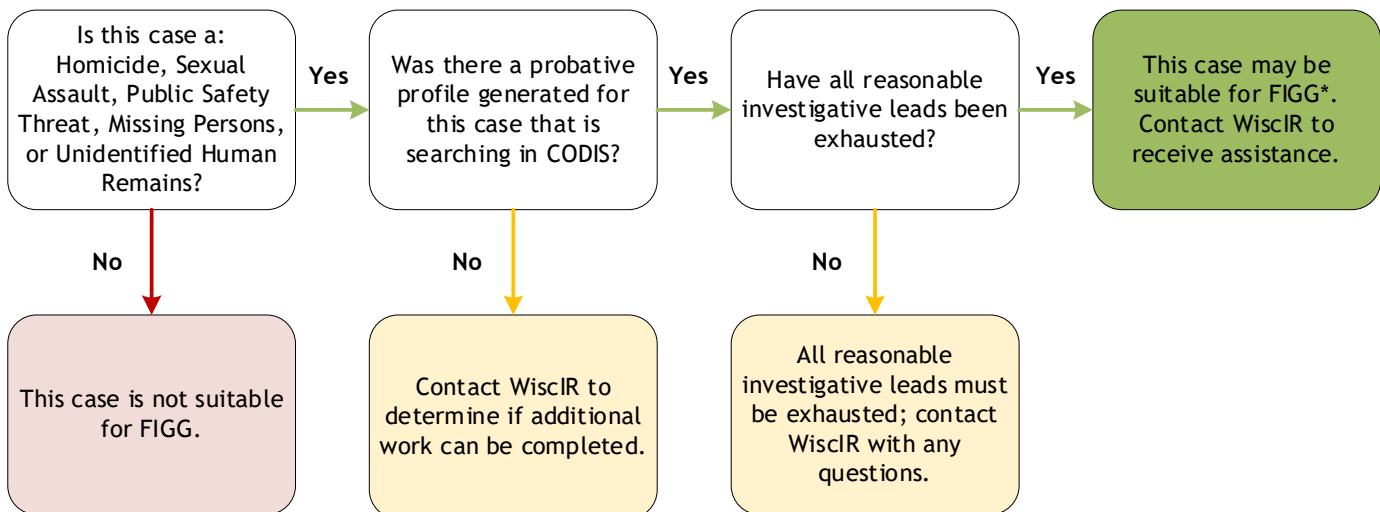 Is this case a:
Homicide, Sexual
Assault, Public Safety
Threat, Missing Persons,
or Unidentified Human
Remains?
Yes
Was there a probative
profile generated for
this case that is
searching in CODIS?
Yes
Have all reasonable
investigative leads been
exhausted?
Yes
This case may be
suitable for FIGG*.
Contact WiscIR to
receive assistance.
No
No
No
This case is not suitable
for FIGG.
Contact WiscIR to
determine if additional
work can be completed.
All reasonable
investigative leads must
be exhausted; contact
WiscIR with any
questions.